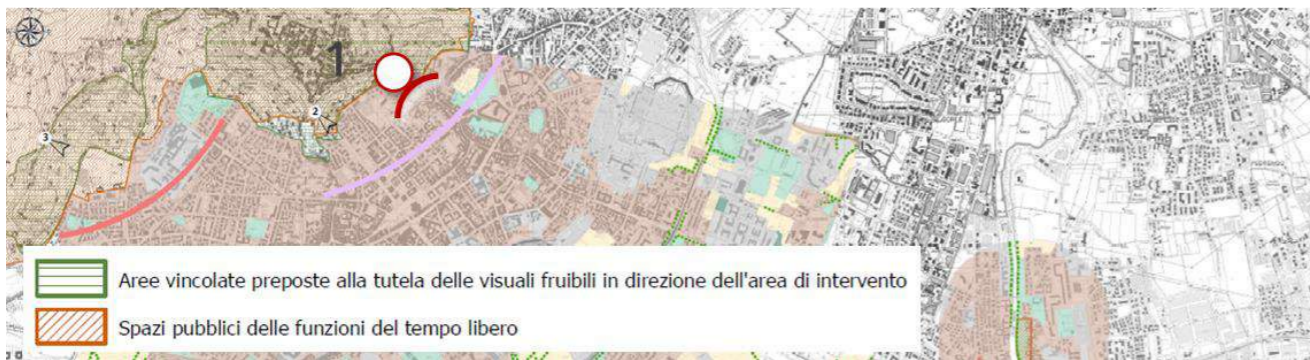 1
2
3
Aree vincolate preposte alla tutela delle visuali fruibili in direzione dell'area di intervento
Spazi pubblici delle funzioni del tempo libero